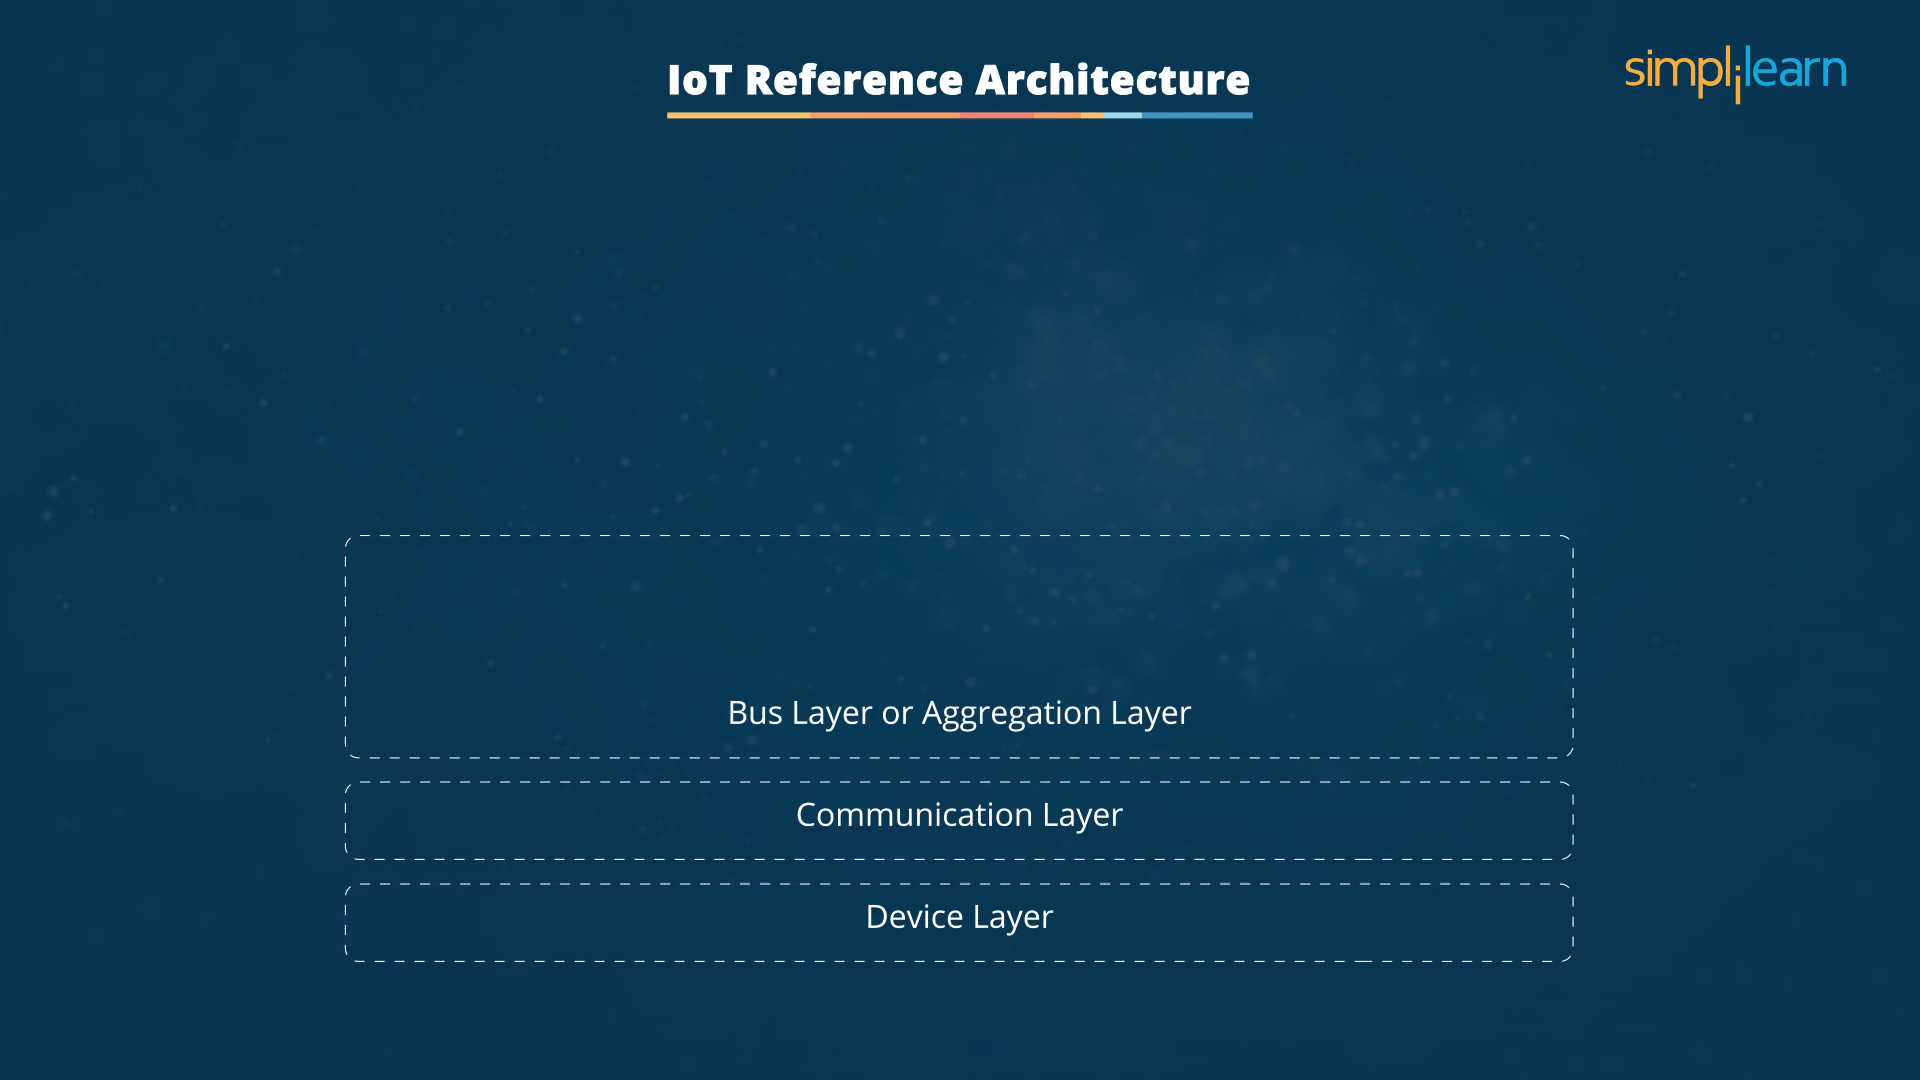 IoT Reference Architecture
simplilearn
Bus Layer or Aggregation Layer
Communication Layer
Device Layer